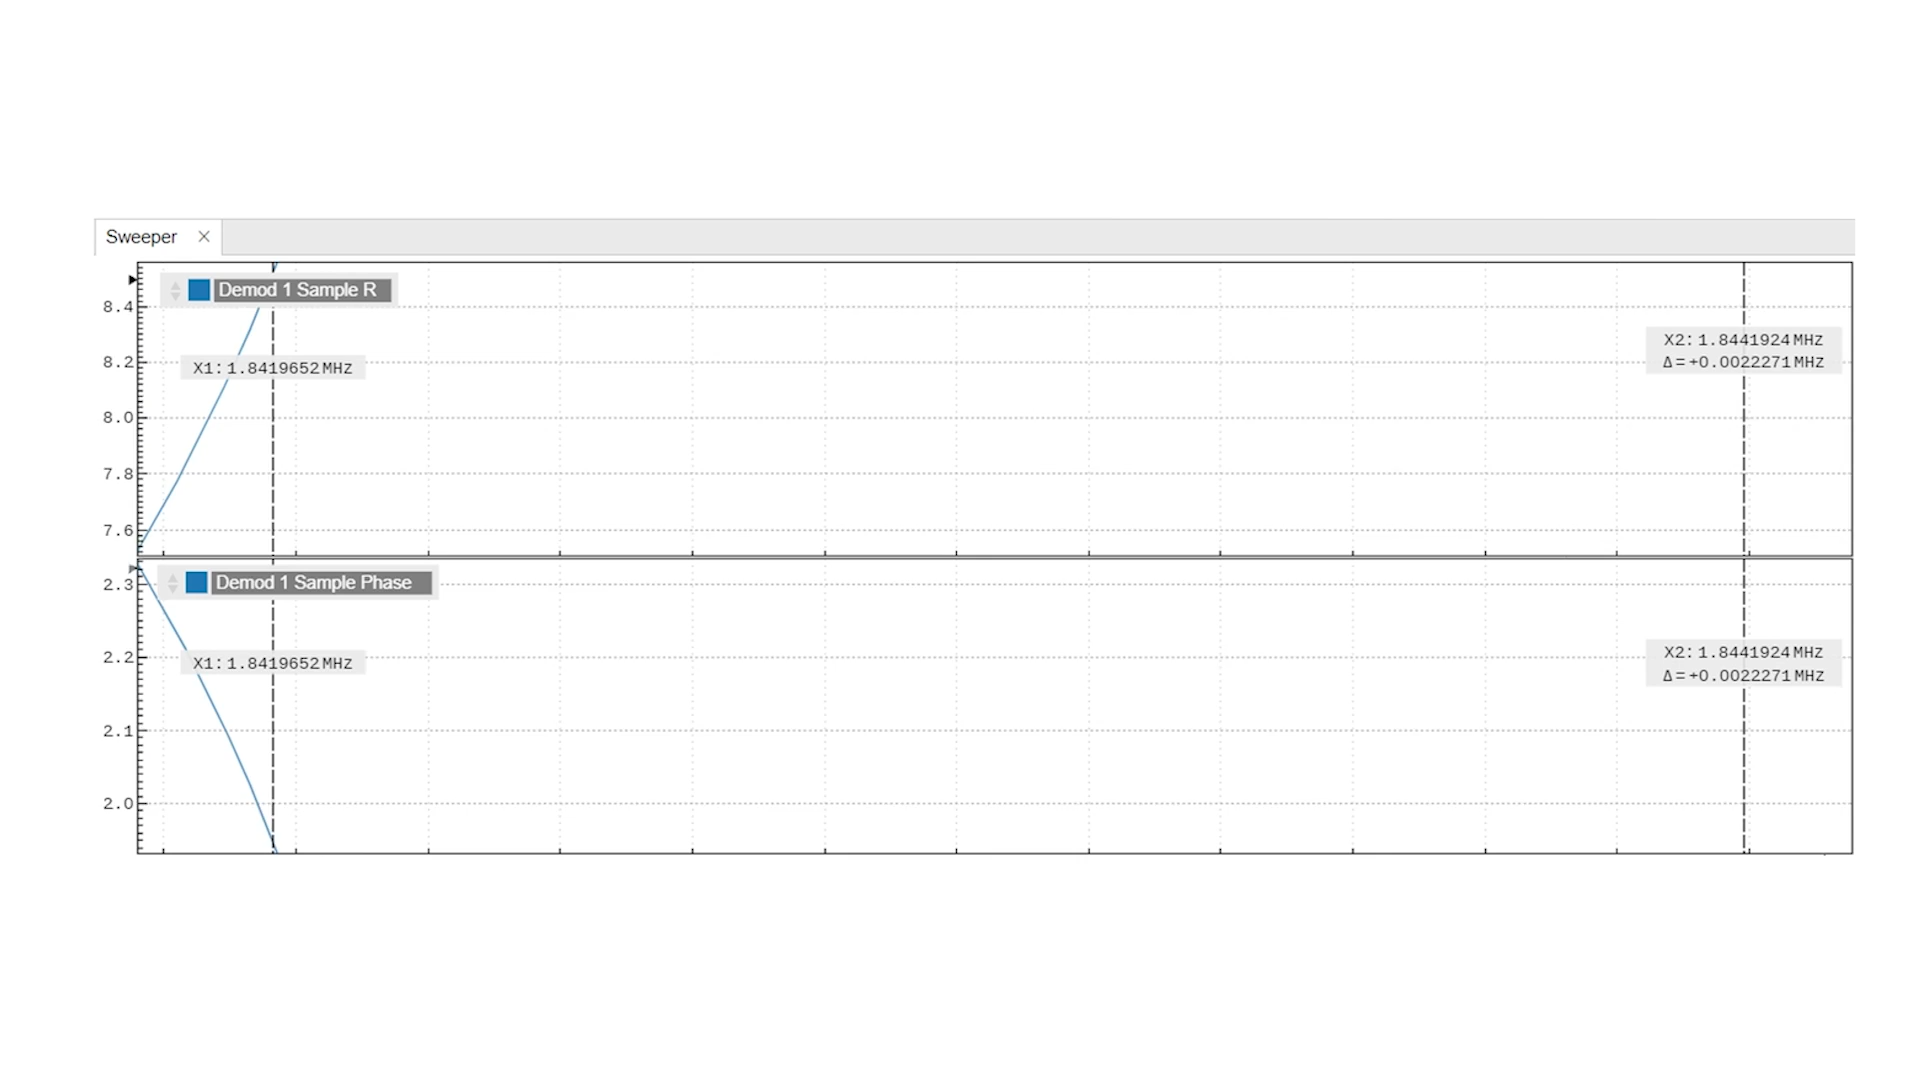 Sweeper ×
Demod 1 Sample R
8.4
X2: 1.8441924 MHz
Δ = +0.0022271 MHz
8.2
X1: 1.8419652 MHz
8.0
7.8
7.6
Demod 1 Sample Phase
2.3
X2: 1.8441924 MHz
Δ = +0.0022271 MHz
2.2
X1: 1.8419652 MHz
2.1
2.0